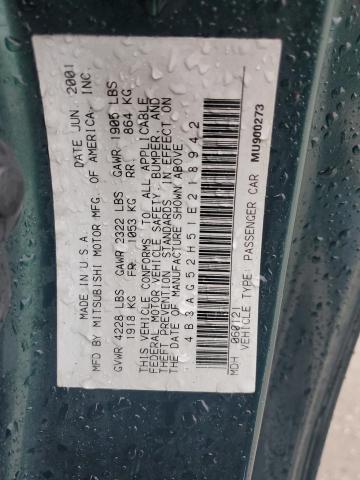 MADE IN U S A DATE JUN 2001
MFD BY MITSUBISHI MOTOR MFG. OF AMERICA, INC.
GVWR 4228 LBS GAWR 2322 LBS GAWR 1905 LBS
1918 KG FR. 1053 KG RR. 864 KG
THIS VEHICLE CONFORMS TO ALL APPLICABLE
FEDERAL MOTOR VEHICLE SAFETY, BUMPER, AND
THEFT PREVENTION STANDARDS IN EFFECT ON
THE DATE OF MANUFACTURE SHOWN ABOVE
4B3AG52H51E218942
MDH 060121 MU900273
VEHICLE TYPE: PASSENGER CAR